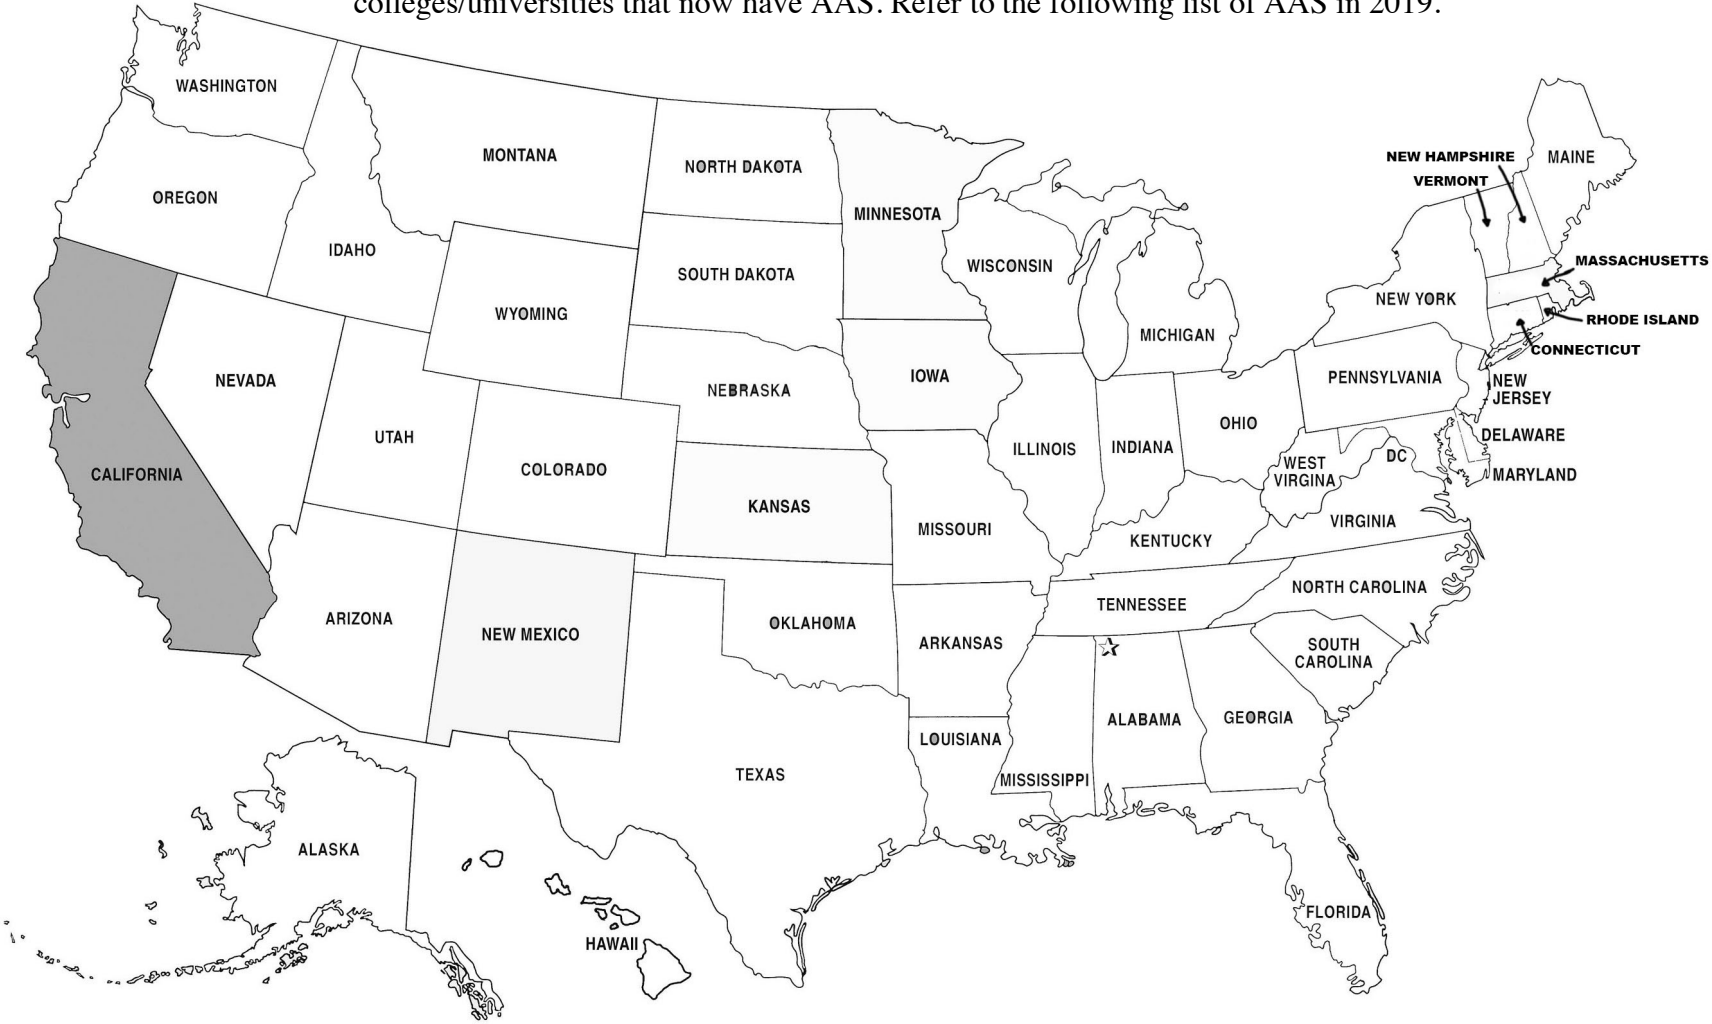 colleges/universities that now have AAS. Refer to the following list of AAS in 2019.
WASHINGTON
MONTANA
NORTH DAKOTA
MINNESOTA
NEW HAMPSHIRE
VERMONT
MAINE
OREGON
IDAHO
WYOMING
SOUTH DAKOTA
WISCONSIN
MICHIGAN
NEW YORK
MASSACHUSETTS
RHODE ISLAND
CONNECTICUT
NEVADA
UTAH
COLORADO
NEBRASKA
IOWA
ILLINOIS
INDIANA
OHIO
PENNSYLVANIA
NEW
JERSEY
DELAWARE
MARYLAND
DC
WEST
VIRGINA
VIRGINIA
CALIFORNIA
KANSAS
MISSOURI
KENTUCKY
ARIZONA
NEW MEXICO
OKLAHOMA
ARKANSAS
TENNESSEE
NORTH CAROLINA
SOUTH
CAROLINA
TEXAS
LOUISIANA
MISSISSIPPI
ALABAMA
GEORGIA
FLORIDA
ALASKA
HAWAII